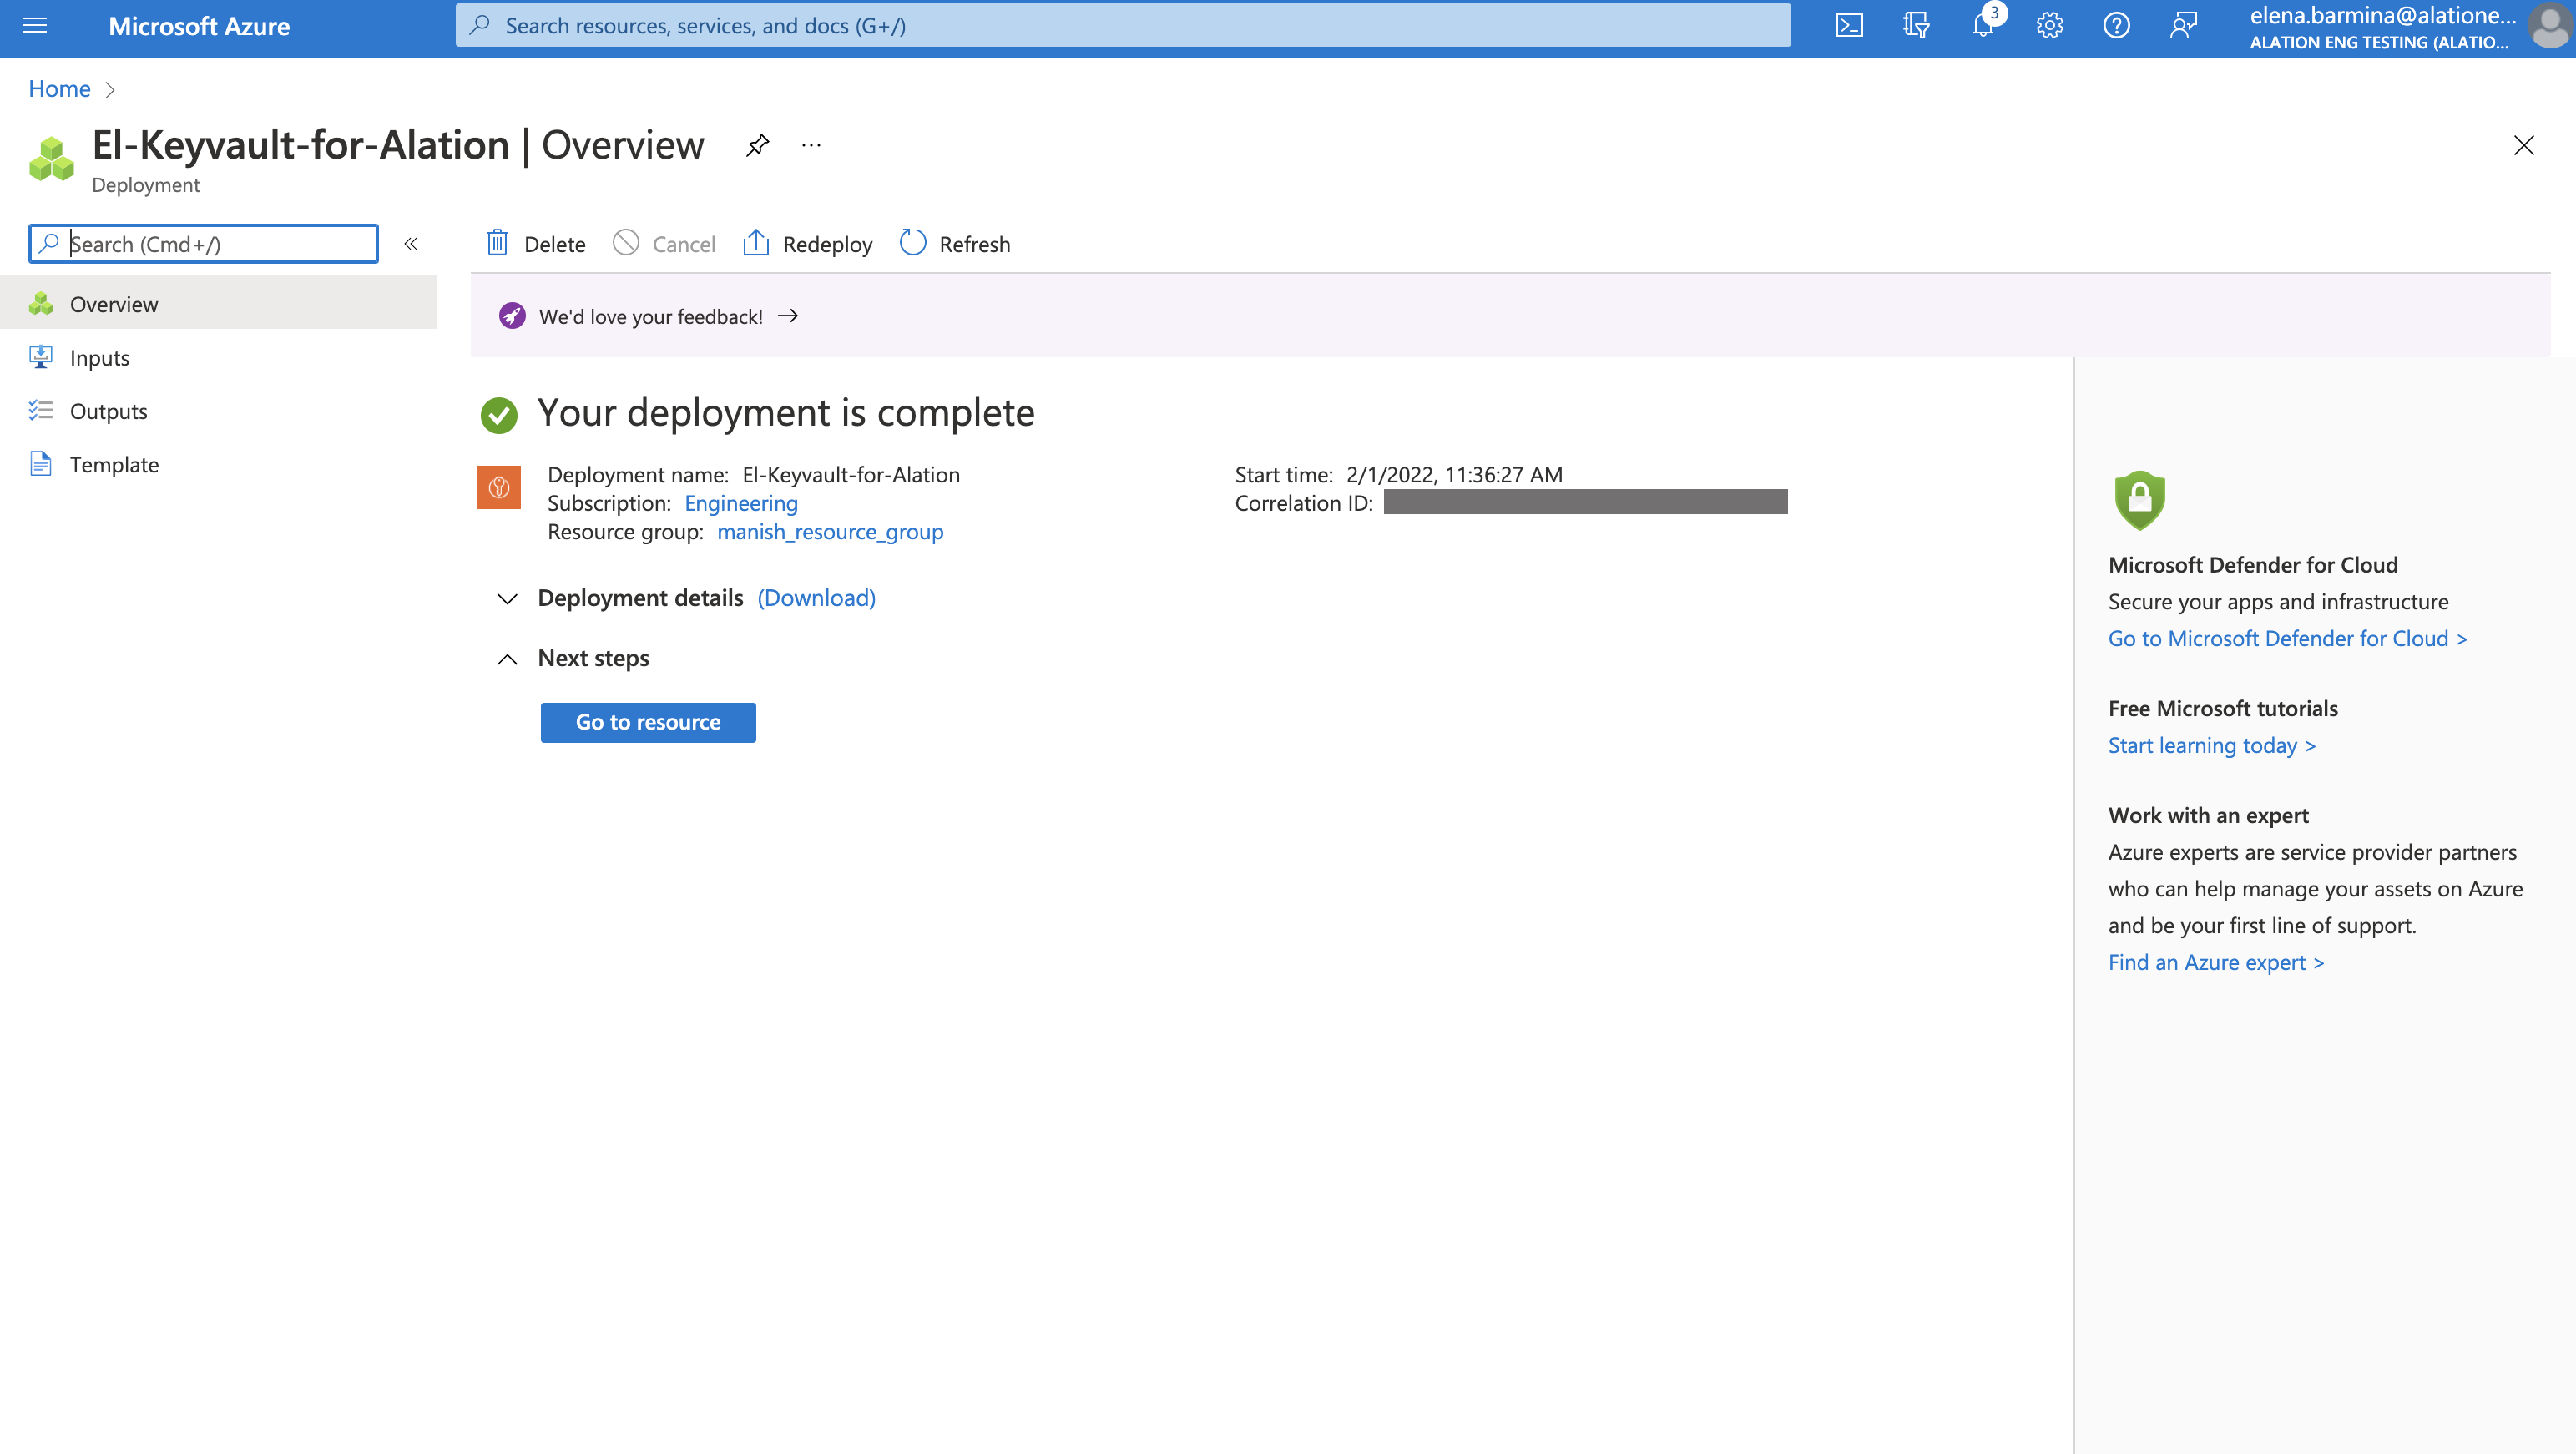 Microsoft Azure
Search resources, services, and docs (G+/)
3
elena.barmina@alatione...
ALATION ENG TESTING (ALATIO...
Home
El-Keyvault-for-Alation | Overview
Deployment
Search (Cmd+/)
Delete
Cancel
Redeploy
Refresh
Overview
Inputs
Outputs
Template
We'd love your feedback!
Your deployment is complete
Deployment name: El-Keyvault-for-Alation
Subscription: Engineering
Resource group: manish_resource_group
Start time: 2/1/2022, 11:36:27 AM
Correlation ID:
Deployment details (Download)
Next steps
Go to resource
Microsoft Defender for Cloud
Secure your apps and infrastructure
Go to Microsoft Defender for Cloud >
Free Microsoft tutorials
Start learning today >
Work with an expert
Azure experts are service provider partners
who can help manage your assets on Azure
and be your first line of support.
Find an Azure expert >